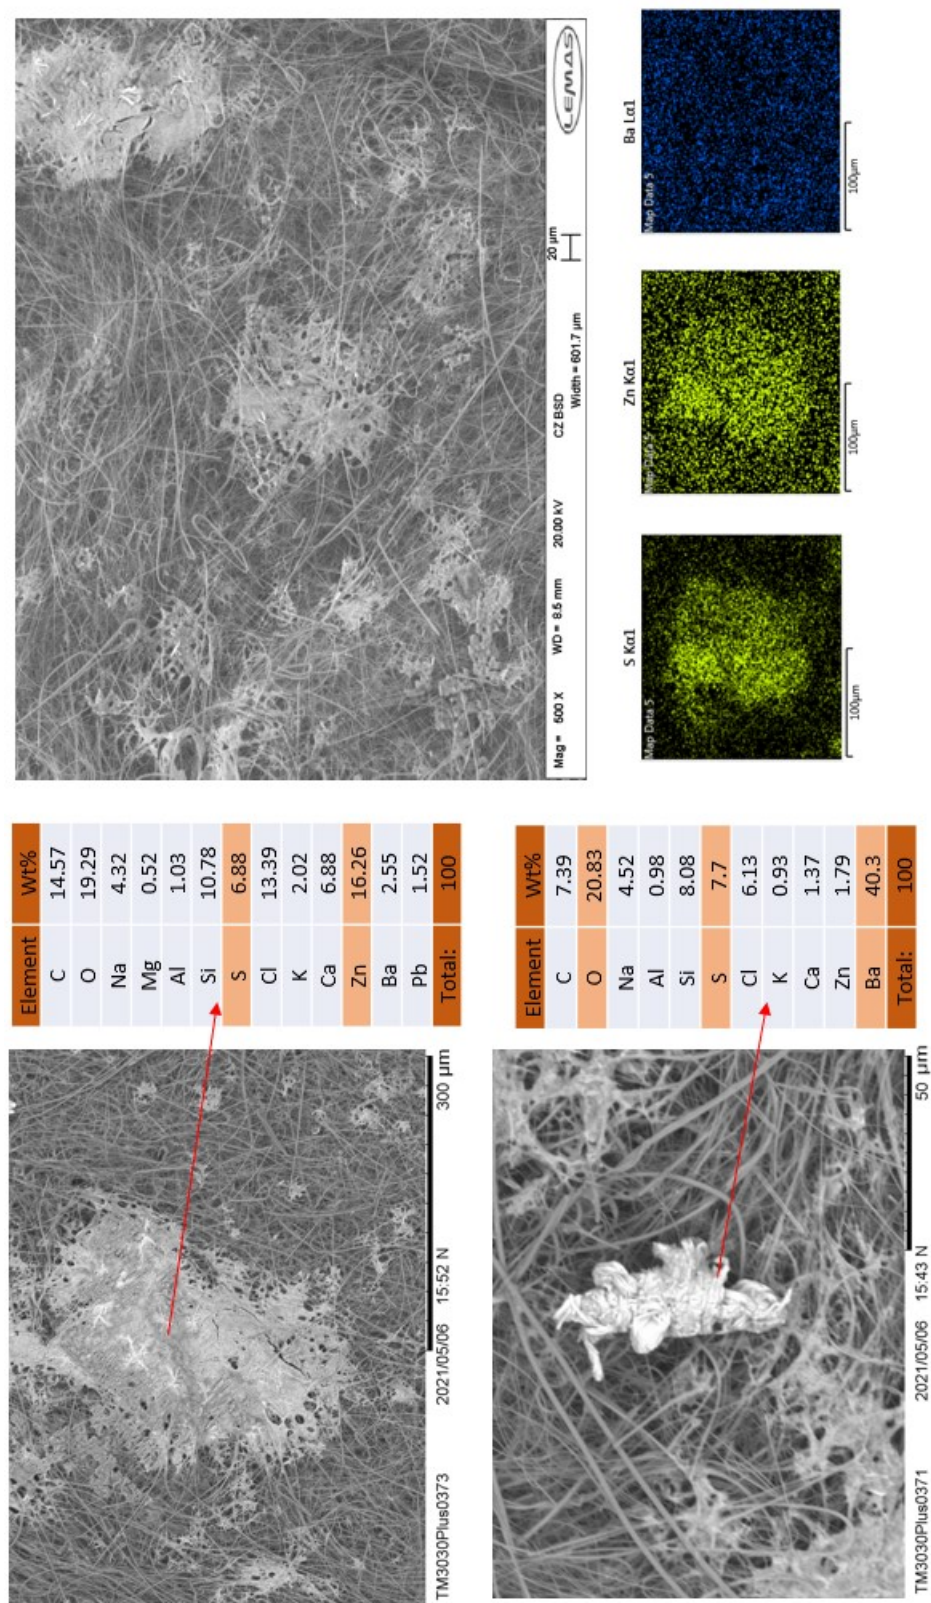 Element Wt%
C 14.57
O 19.29
Na 4.32
Mg 0.52
Al 1.03
Si 10.78
S 6.88
Cl 13.39
K 2.02
Ca 6.88
Zn 16.26
Ba 2.55
Pb 1.52
Total: 100
TM3030Plus0373 2021/05/06 15:52 N 300 µm
Element Wt%
C 7.39
O 20.83
Na 4.52
Al 0.98
Si 8.08
S 7.7
Cl 6.13
K 0.93
Ca 1.37
Zn 1.79
Ba 40.3
Total: 100
TM3030Plus0371 2021/05/06 15:43 N 50 µm
Mag = 500 X WD = 8.5 mm 20.00 kV CZ BSD 20 µm
Width = 601.7 µm
LEMAS
S Kα1
Map Data 5
100µm
Zn Kα1
Map Data 5
100µm
Ba Lα1
Map Data 5
100µm